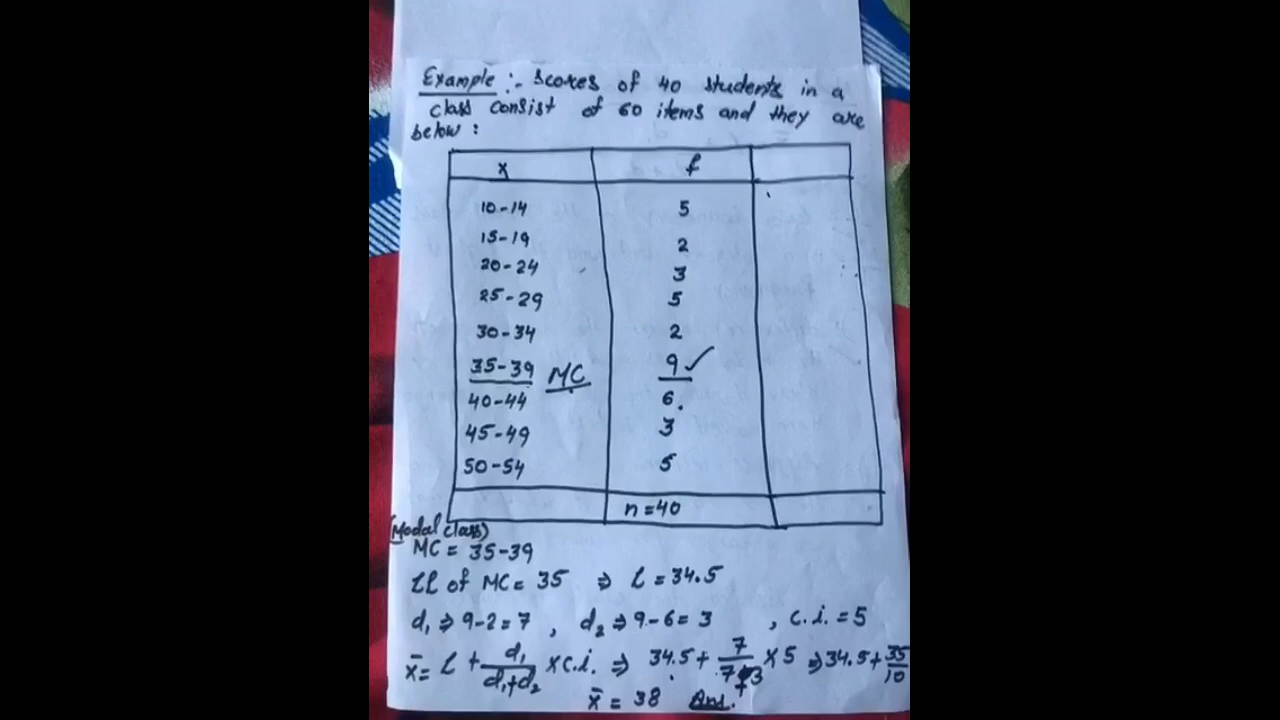 Example :- Scores of 40 students in a
class consist of 60 items and they are
below :
x f
10-14 5
15-19 2
20-24 3
25-29 5
30-34 2
35-39 MC 9 ✓
40-44 6
45-49 3
50-54 5
n = 40
(Modal class)
MC = 35-39
LL of MC = 35 ⇒ L = 34.5
d₁ ⇒ 9-2 = 7 , d₂ ⇒ 9-6 = 3 , c.i. = 5
x̄ = L + d₁/(d₁+d₂) × c.i. ⇒ 34.5 + 7/(7+3) × 5 ⇒ 34.5 + 35/10
x̄ = 38 Ans.